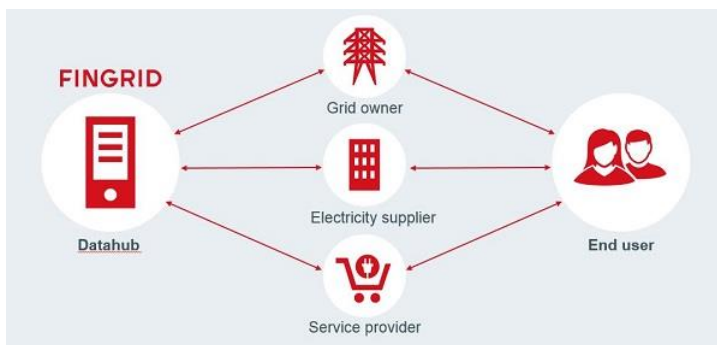 FINGRID
Grid owner
Electricity supplier
Datahub
End user
Service provider